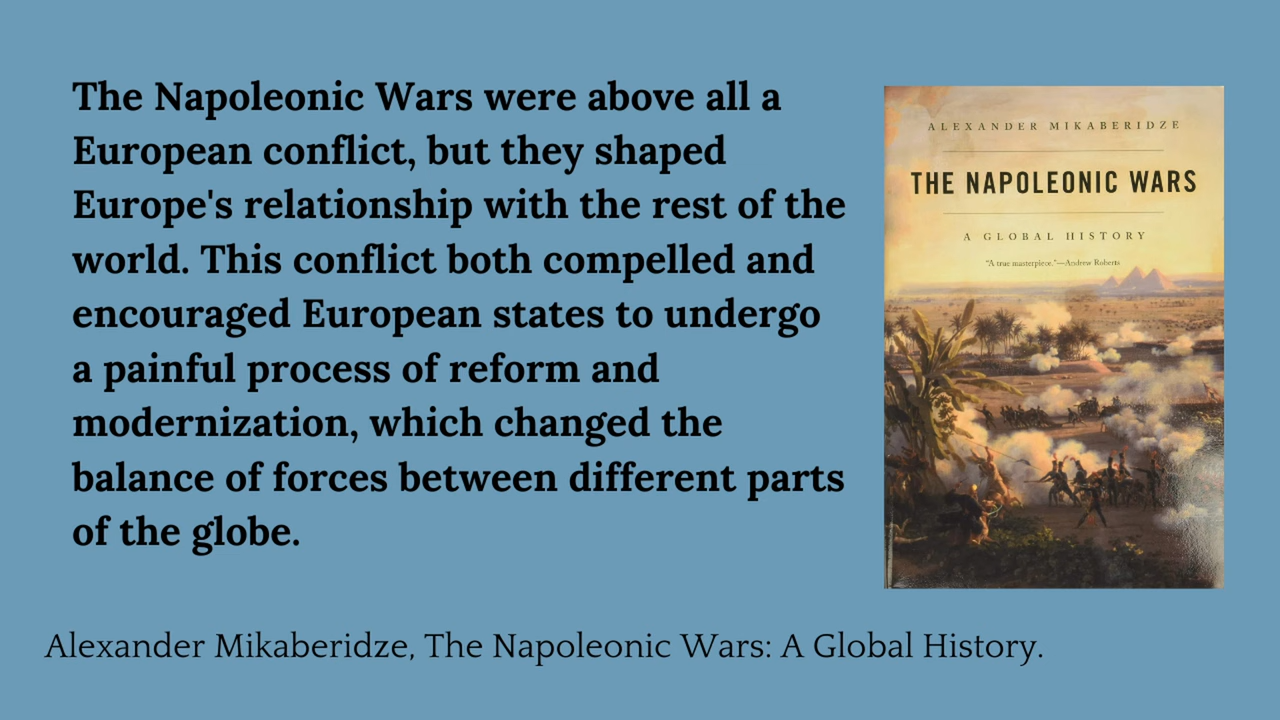 The Napoleonic Wars were above all a
European conflict, but they shaped
Europe's relationship with the rest of the
world. This conflict both compelled and
encouraged European states to undergo
a painful process of reform and
modernization, which changed the
balance of forces between different parts
of the globe.
ALEXANDER MIKABERIDZE
THE NAPOLEONIC WARS
A GLOBAL HISTORY
"A true masterpiece."—Andrew Roberts
Alexander Mikaberidze, The Napoleonic Wars: A Global History.